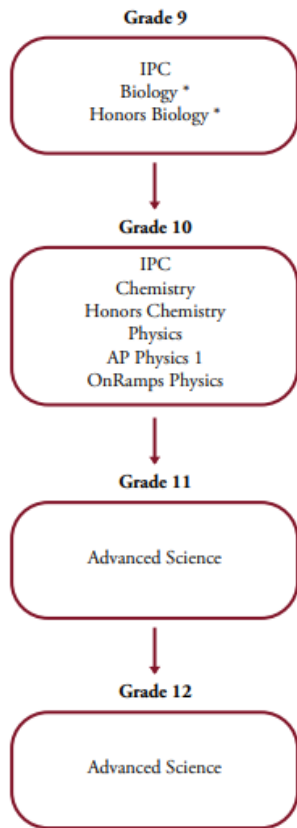 Grade 9
IPC
Biology *
Honors Biology *
Grade 10
IPC
Chemistry
Honors Chemistry
Physics
AP Physics 1
OnRamps Physics
Grade 11
Advanced Science
Grade 12
Advanced Science